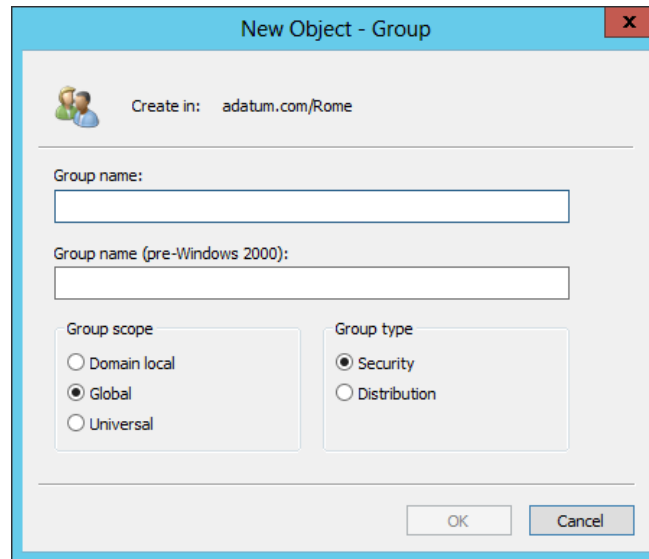 New Object - Group
x
Create in: adatum.com/Rome
Group name:
Group name (pre-Windows 2000):
Group scope
Domain local
Global
Universal
Group type
Security
Distribution
OK
Cancel